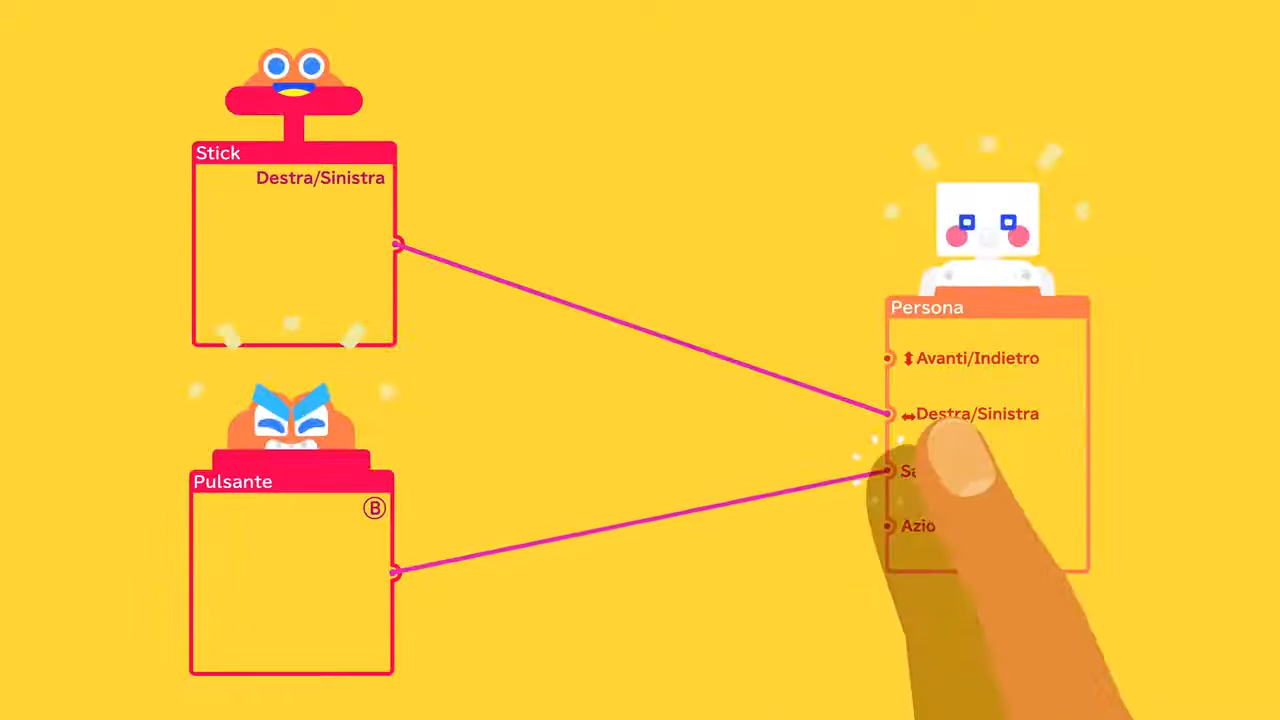 Stick
Destra/Sinistra
Pulsante
Ⓑ
Persona
Avanti/Indietro
Destra/Sinistra